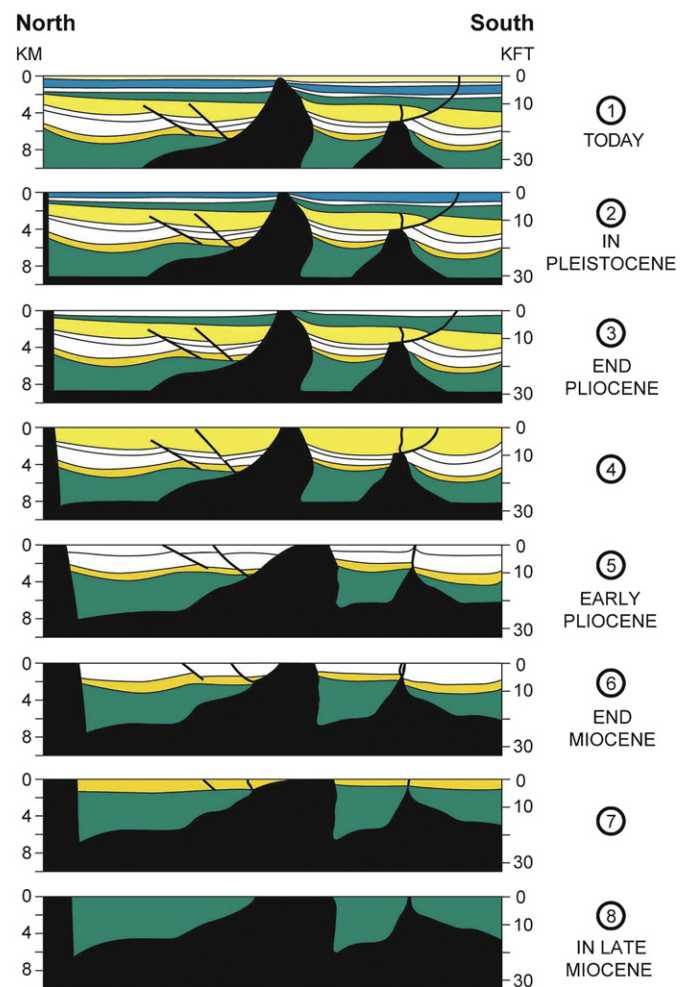 North South
KM KFT
0 0
4 10
8 30
1
TODAY
0 0
4 10
8 30
2
IN
PLEISTOCENE
0 0
4 10
8 30
3
END
PLIOCENE
0 0
4 10
8 30
4
0 0
4 10
8 30
5
EARLY
PLIOCENE
0 0
4 10
8 30
6
END
MIOCENE
0 0
4 10
8 30
7
0 0
4 10
8 30
8
IN LATE
MIOCENE